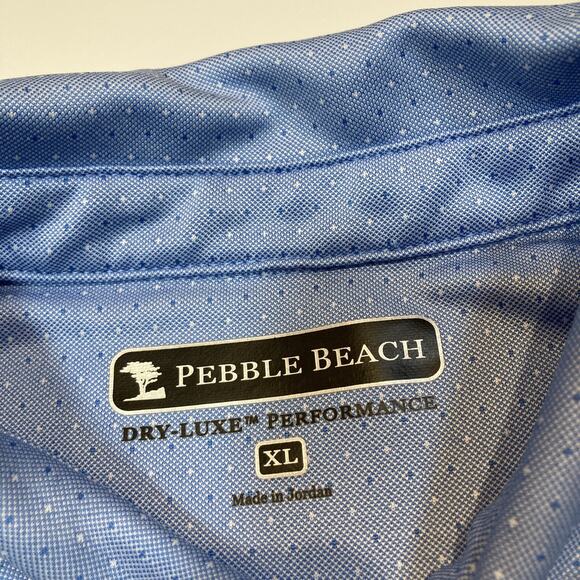 PEBBLE BEACH
DRY-LUXE™ PERFORMANCE
XL
Made in Jordan